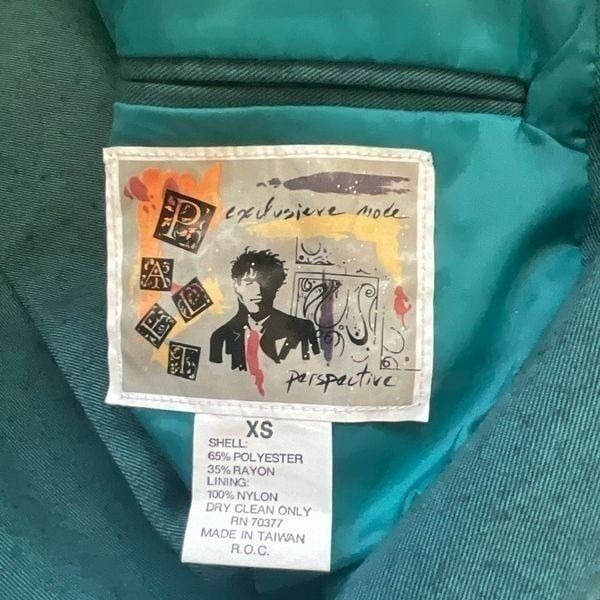 exclusieve mode
P
A
C
I
T
perspective
XS
SHELL:
65% POLYESTER
35% RAYON
LINING:
100% NYLON
DRY CLEAN ONLY
RN 70377
MADE IN TAIWAN
R.O.C.